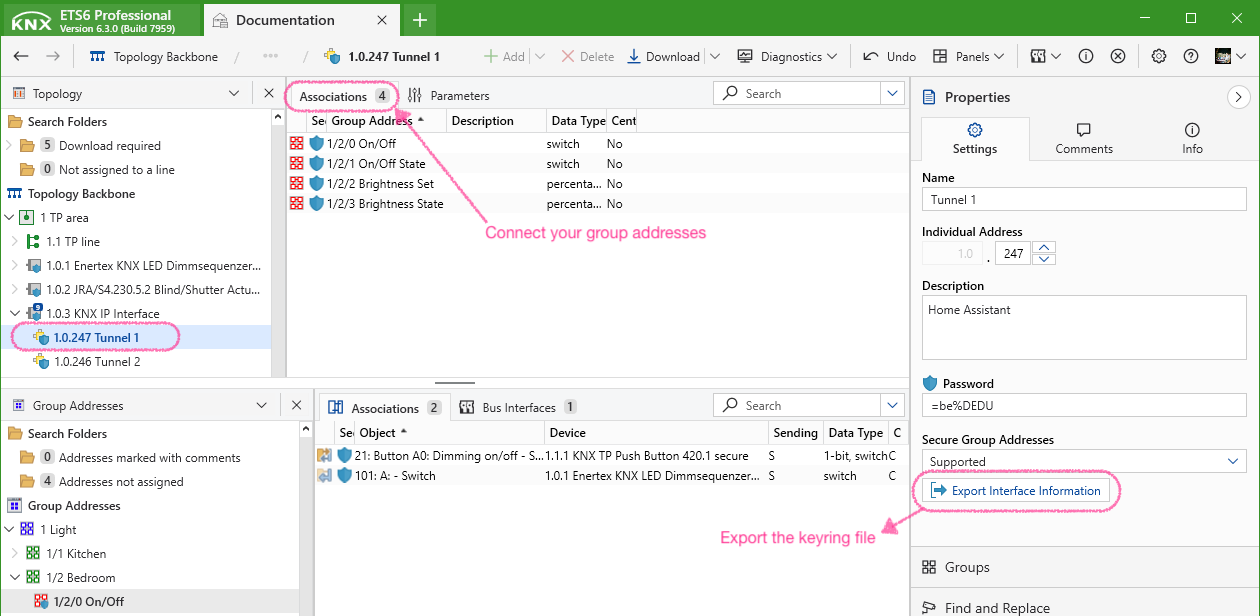 KNX
ETS6 Professional
Version 6.3.0 (Build 7959)
Documentation
Topology Backbone / ••• / 1.0.247 Tunnel 1
Add
Delete
Download
Diagnostics
Undo
Panels
Topology
Search Folders
5 Download required
0 Not assigned to a line
Topology Backbone
1 TP area
1.1 TP line
1.0.1 Enertex KNX LED Dimmsequenzer...
1.0.2 JRA/S4.230.5.2 Blind/Shutter Actu...
9
1.0.3 KNX IP Interface
1.0.247 Tunnel 1
1.0.246 Tunnel 2
Associations 4
Parameters
Search
Se Group Address Description Data Type Cent
1/2/0 On/Off switch No
1/2/1 On/Off State switch No
1/2/2 Brightness Set percenta... No
1/2/3 Brightness State percenta... No
Connect your group addresses
Group Addresses
Search Folders
0 Addresses marked with comments
4 Addresses not assigned
Group Addresses
1 Light
1/1 Kitchen
1/2 Bedroom
1/2/0 On/Off
Associations 2
Bus Interfaces 1
Search
Se Object Device Sending Data Type C
21: Button A0: Dimming on/off - S... 1.1.1 KNX TP Push Button 420.1 secure S 1-bit, switch C
101: A: - Switch 1.0.1 Enertex KNX LED Dimmsequenzer... S switch C
Export the keyring file
Properties
Settings
Comments
Info
Name
Tunnel 1
Individual Address
1.0 . 247
Description
Home Assistant
Password
=be%DEDU
Secure Group Addresses
Supported
Export Interface Information
Groups
Find and Replace